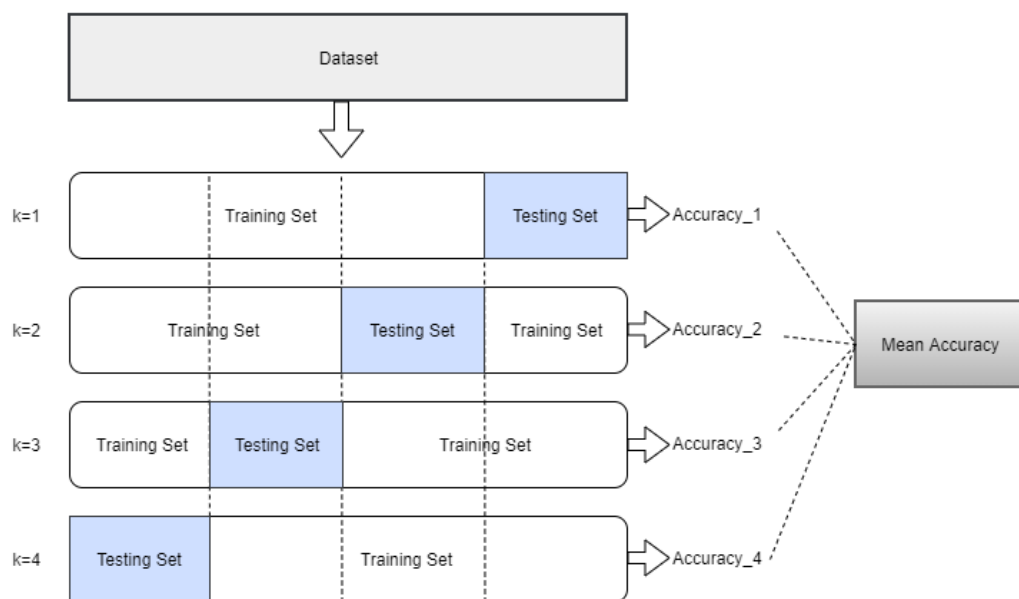 Dataset
k=1
Training Set
Testing Set
Accuracy_1
k=2
Training Set
Testing Set
Training Set
Accuracy_2
Mean Accuracy
k=3
Training Set
Testing Set
Training Set
Accuracy_3
k=4
Testing Set
Training Set
Accuracy_4